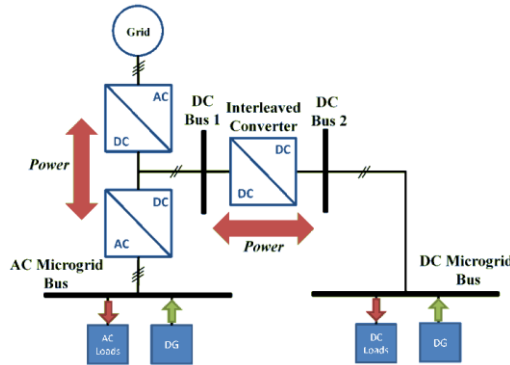 Grid
AC
DC
Power
DC
AC
DC
Bus 1
Interleaved
Converter
DC
DC
Power
DC
Bus 2
AC Microgrid
Bus
DC Microgrid
Bus
AC
Loads
DG
DC
Loads
DG